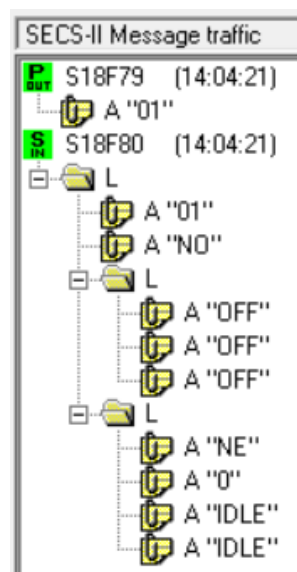 SECS-II Message traffic
P OUT S18F79 (14:04:21)
A "01"
S IN S18F80 (14:04:21)
L
A "01"
A "NO"
L
A "OFF"
A "OFF"
A "OFF"
L
A "NE"
A "0"
A "IDLE"
A "IDLE"